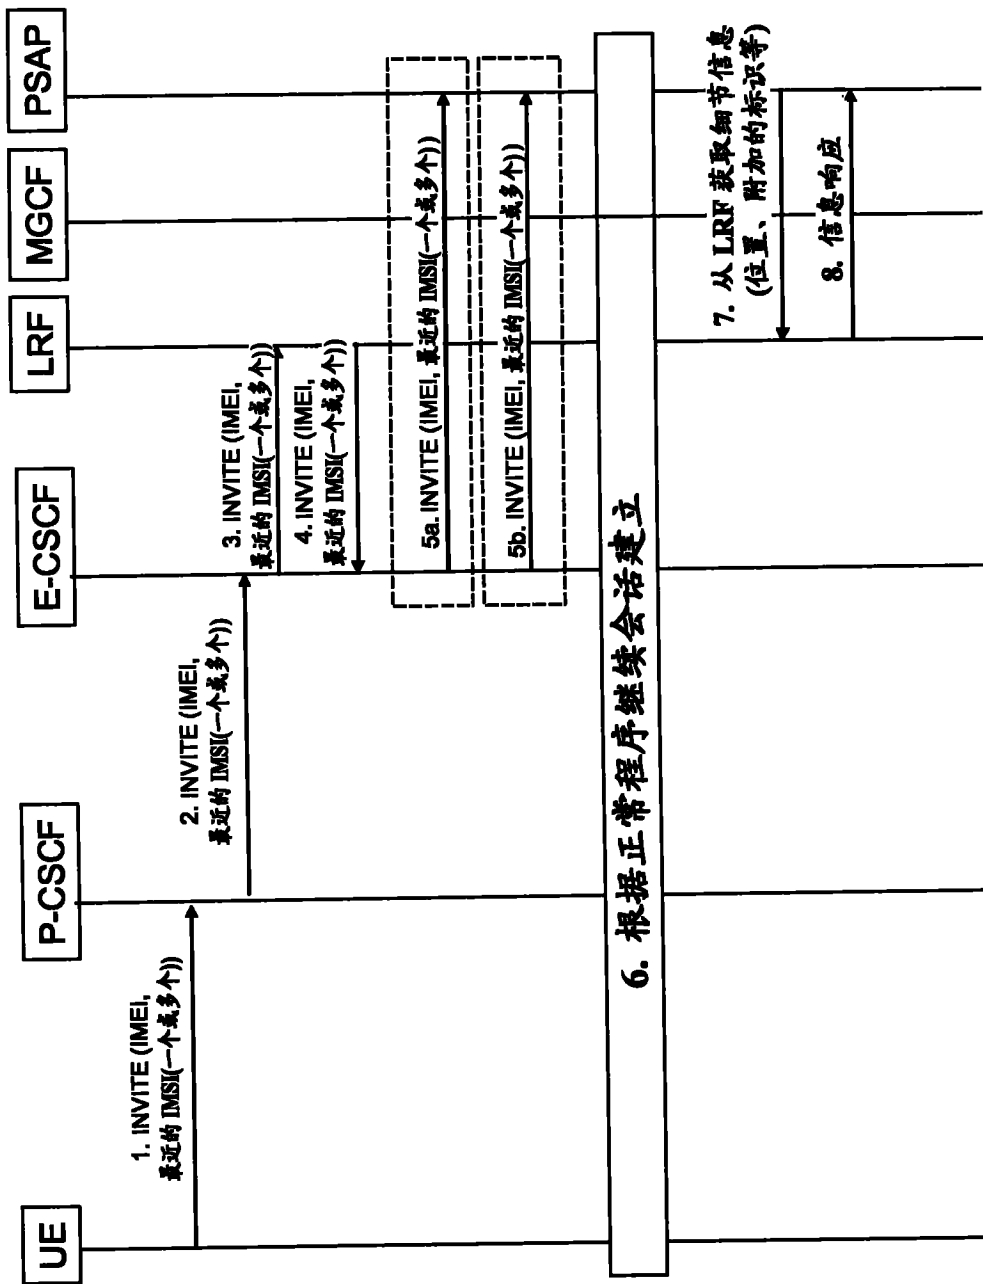 UE
P-CSCF
E-CSCF
LRF
MGCF
PSAP
1. INVITE (IMEI,
最近的 IMSI(一个或多个))
2. INVITE (IMEI,
最近的 IMSI(一个或多个))
3. INVITE (IMEI,
最近的 IMSI(一个或多个))
4. INVITE (IMEI,
最近的 IMSI(一个或多个))
5a. INVITE (IMEI, 最近的 IMSI(一个或多个))
5b. INVITE (IMEI, 最近的 IMSI(一个或多个))
6. 根据正常程序继续会话建立
7. 从 LRF 获取细节信息
(位置、附加的标识等)
8. 信息响应